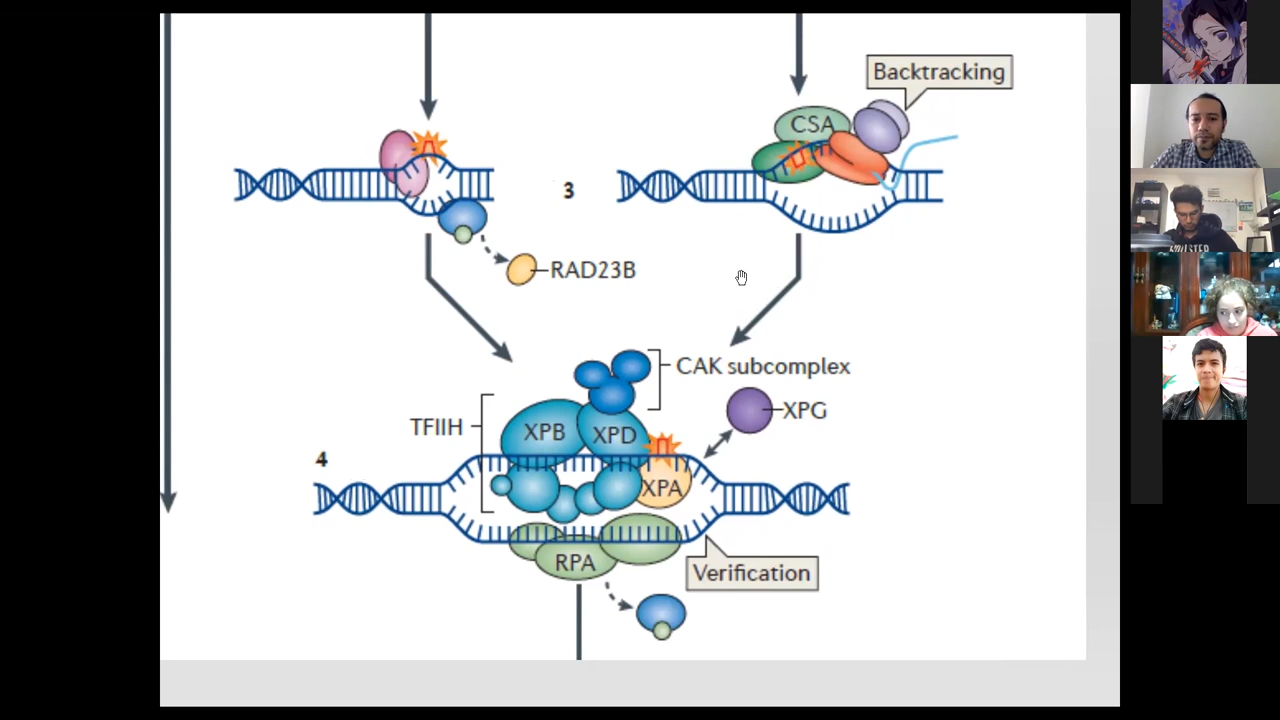 Backtracking
CSA
3
RAD23B
CAK subcomplex
XPG
TFIIH
XPB
XPD
4
XPA
RPA
Verification